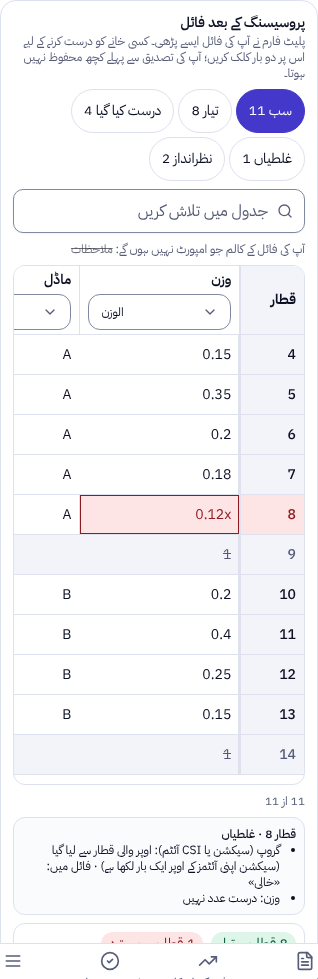 پروسیسنگ کے بعد فائل
پلیٹ فارم نے آپ کی فائل ایسے پڑھی۔ کسی خانے کو درست کرنے کے لیے
اس پر دو بار کلک کریں؛ آپ کی تصدیق سے پہلے کچھ محفوظ نہیں
ہوتا۔
سب 11
تیار 8
درست کیا گیا 4
غلطیاں 1
نظرانداز 2
جدول میں تلاش کریں
آپ کی فائل کے کالم جو امپورٹ نہیں ہوں گے: ملاحظات
قطار وزن ماڈل
الوزن
4 0.15 A
5 0.35 A
6 0.2 A
7 0.18 A
8 0.12x A
9 1
10 0.2 B
11 0.4 B
12 0.25 B
13 0.15 B
14 1
11 از 11
قطار 8 · غلطیاں
• گروپ (سیکشن یا CSI آئٹم): اوپر والی قطار سے لیا گیا
(سیکشن اپنی آئٹمز کے اوپر ایک بار لکھا ہے) · فائل میں:
«خالی»
• وزن: درست عدد نہیں